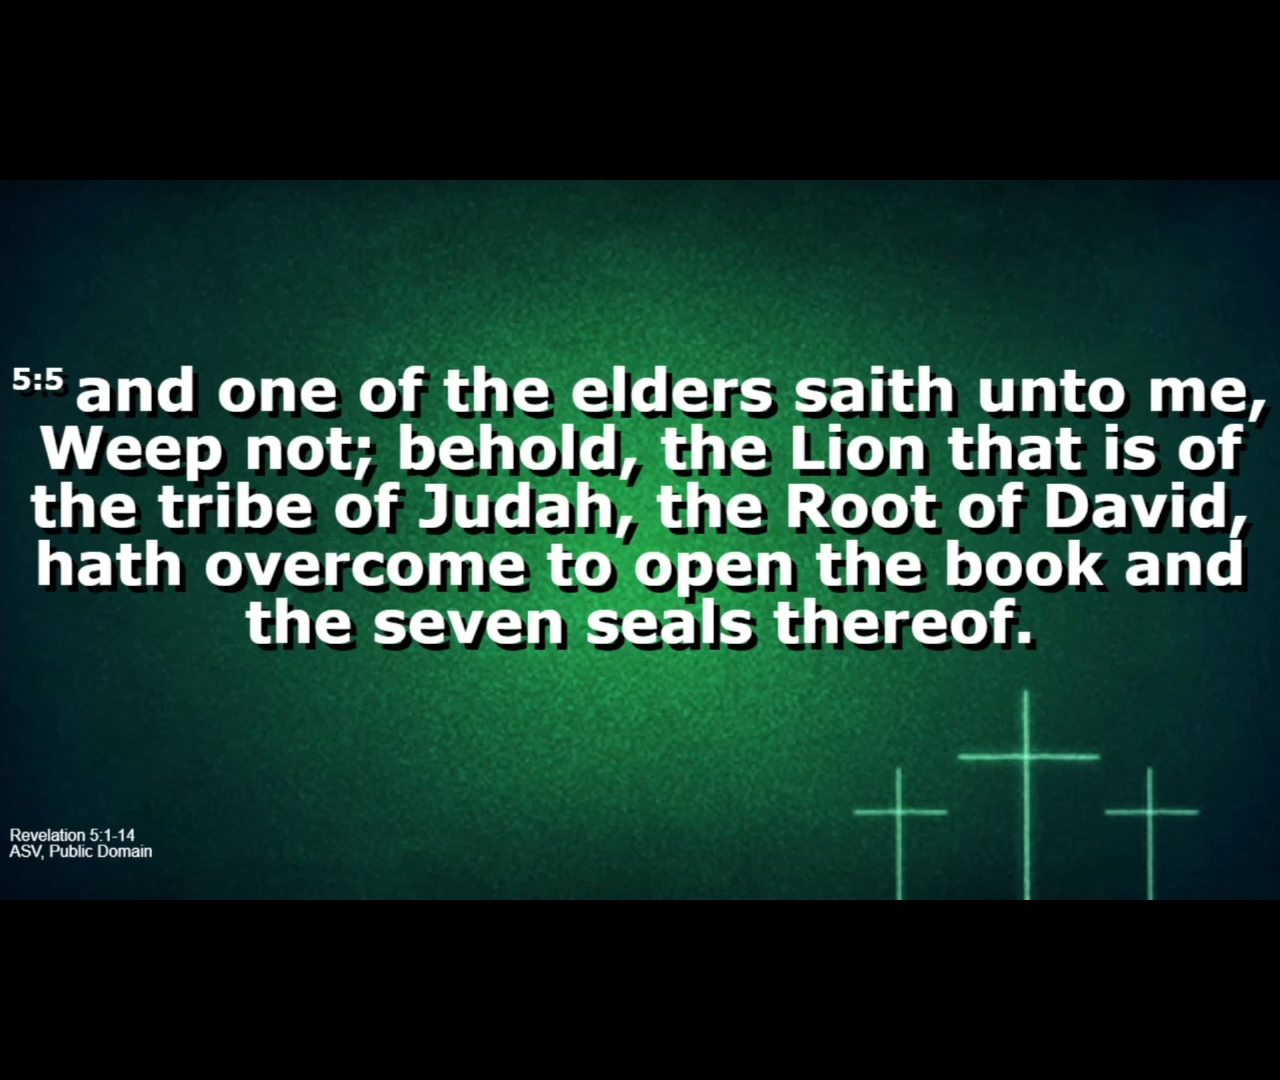 5:5 and one of the elders saith unto me,
Weep not; behold, the Lion that is of
the tribe of Judah, the Root of David,
hath overcome to open the book and
the seven seals thereof.
Revelation 5:1-14
ASV, Public Domain